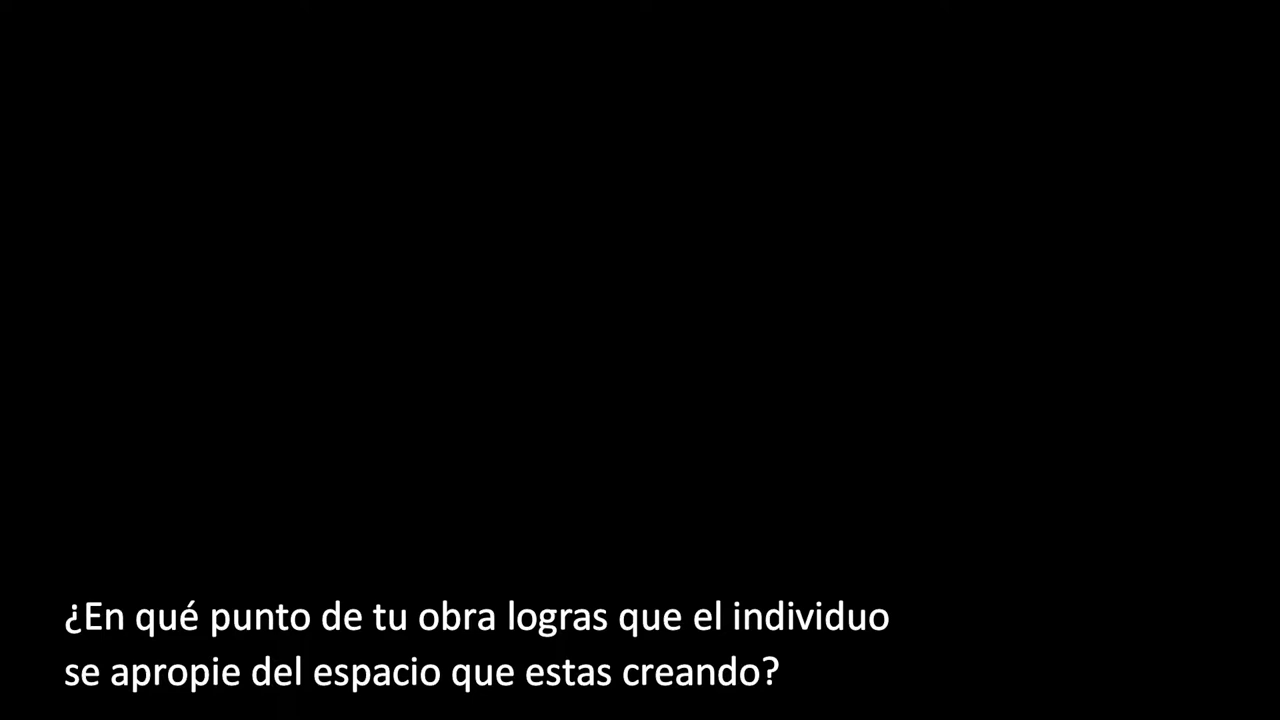 ¿En qué punto de tu obra logras que el individuo
se apropie del espacio que estas creando?